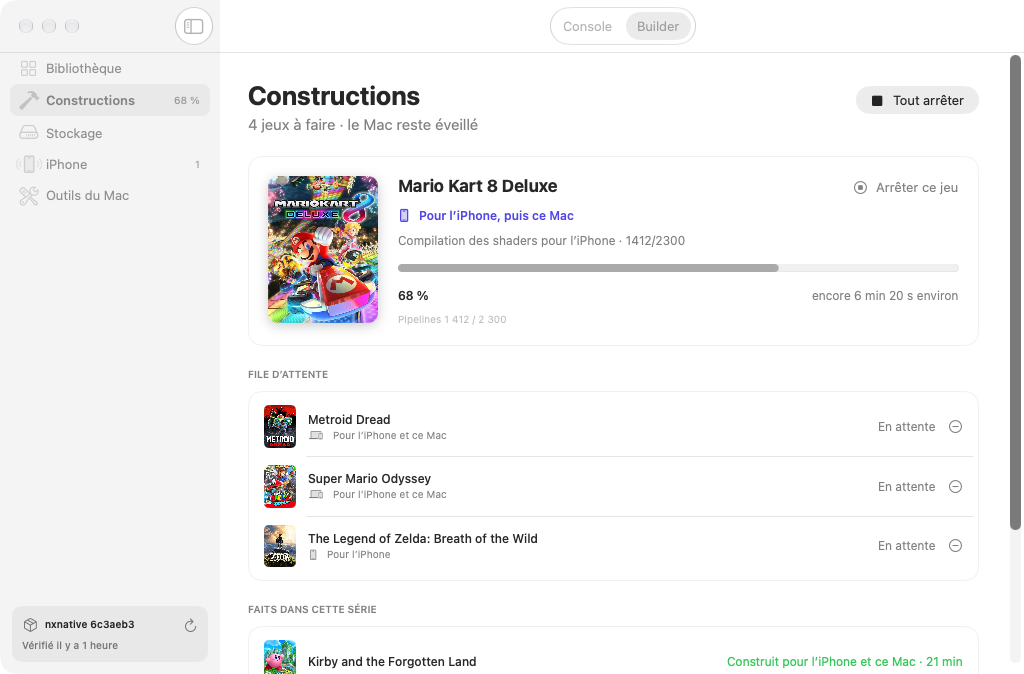 Console
Builder
Bibliothèque
Constructions
68 %
Stockage
iPhone
1
Outils du Mac
nxnative 6c3aeb3
Vérifié il y a 1 heure
Constructions
4 jeux à faire · le Mac reste éveillé
Tout arrêter
MARIOKART 8
DELUXE
Mario Kart 8 Deluxe
Arrêter ce jeu
Pour l’iPhone, puis ce Mac
Compilation des shaders pour l’iPhone · 1412/2300
68 %
encore 6 min 20 s environ
Pipelines 1 412 / 2 300
FILE D’ATTENTE
METROID
Metroid Dread
Pour l’iPhone et ce Mac
En attente
Super Mario Odyssey
Pour l’iPhone et ce Mac
En attente
ZELDA
The Legend of Zelda: Breath of the Wild
Pour l’iPhone
En attente
FAITS DANS CETTE SÉRIE
Kirby and the Forgotten Land
Construit pour l’iPhone et ce Mac · 21 min